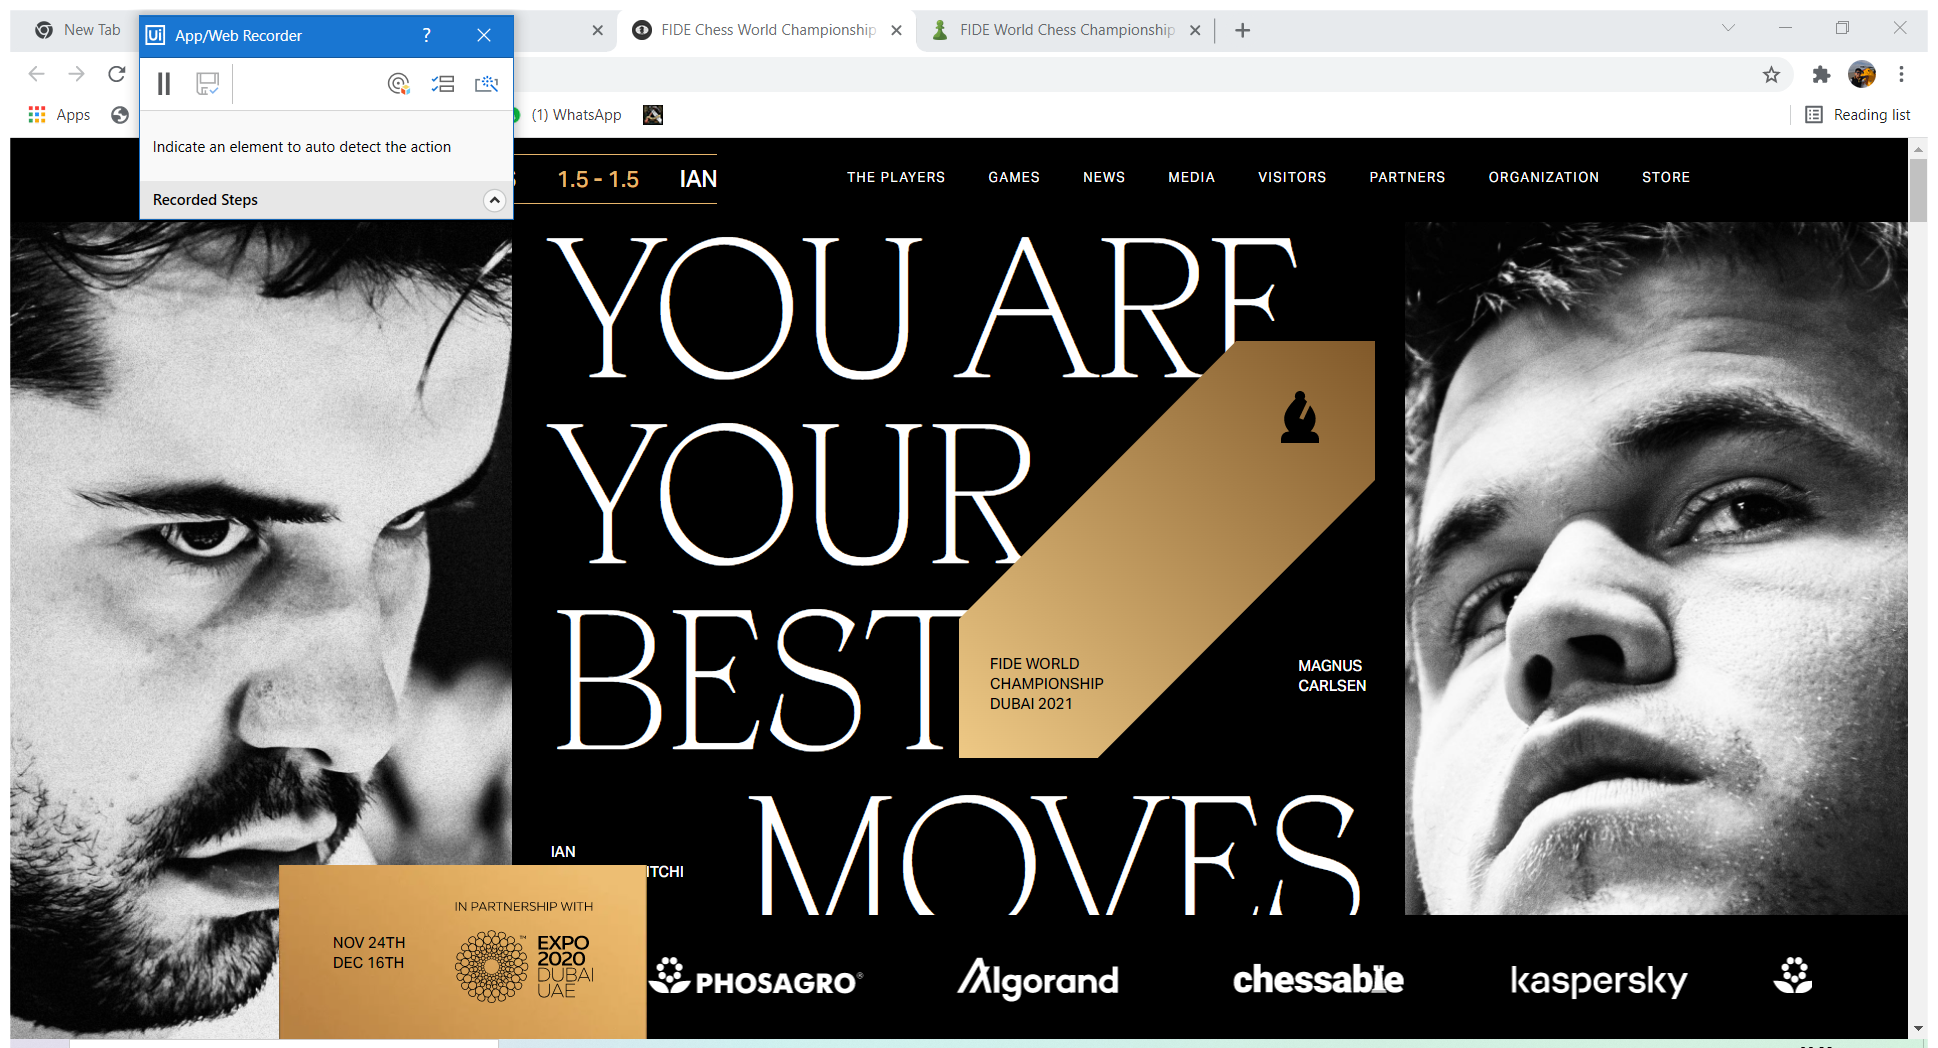 New Tab
Ui App/Web Recorder ?
FIDE Chess World Championship
FIDE World Chess Championship
Apps
(1) WhatsApp
Reading list
Indicate an element to auto detect the action
Recorded Steps
1.5 - 1.5 IAN
THE PLAYERS GAMES NEWS MEDIA VISITORS PARTNERS ORGANIZATION STORE
YOU ARE
YOUR
BEST
MOVES
FIDE WORLD
CHAMPIONSHIP
DUBAI 2021
MAGNUS
CARLSEN
IAN
ITCHI
NOV 24TH
DEC 16TH
IN PARTNERSHIP WITH
EXPO
2020
DUBAI
UAE
TM
PHOSAGRO®
Algorand
chessable
kaspersky